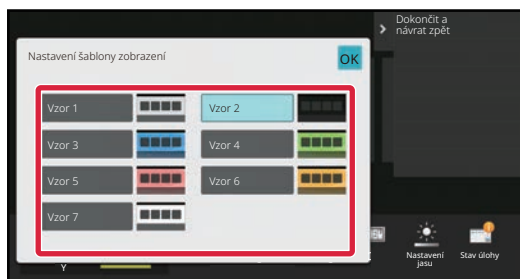 Dokončit a
návrat zpět
Nastavení šablony zobrazení
OK
Vzor 1
Vzor 2
Vzor 3
Vzor 4
Vzor 5
Vzor 6
Vzor 7
Y
Nastavení
jasu
Stav úlohy